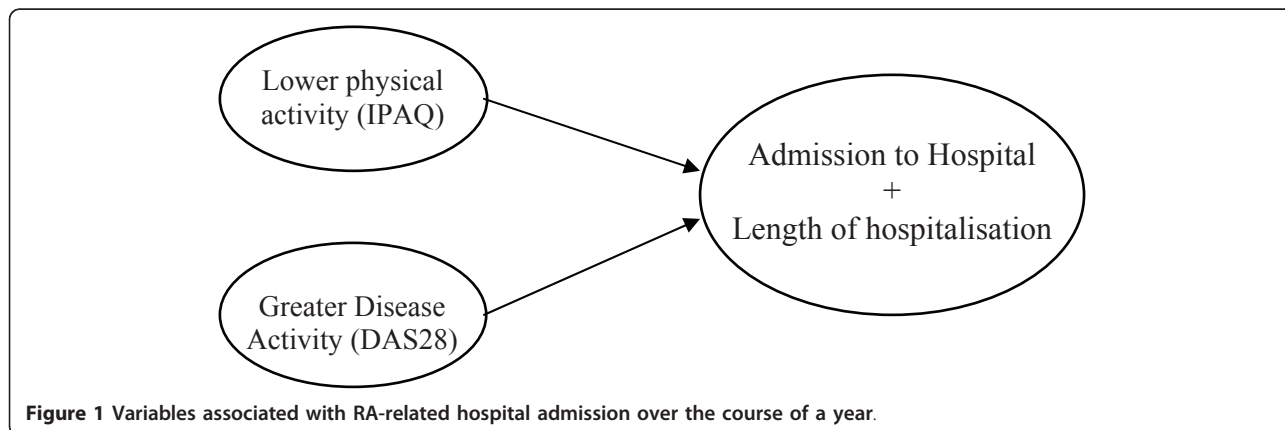 Lower physical
activity (IPAQ)
Admission to Hospital
+
Length of hospitalisation
Greater Disease
Activity (DAS28)
Figure 1 Variables associated with RA-related hospital admission over the course of a year.